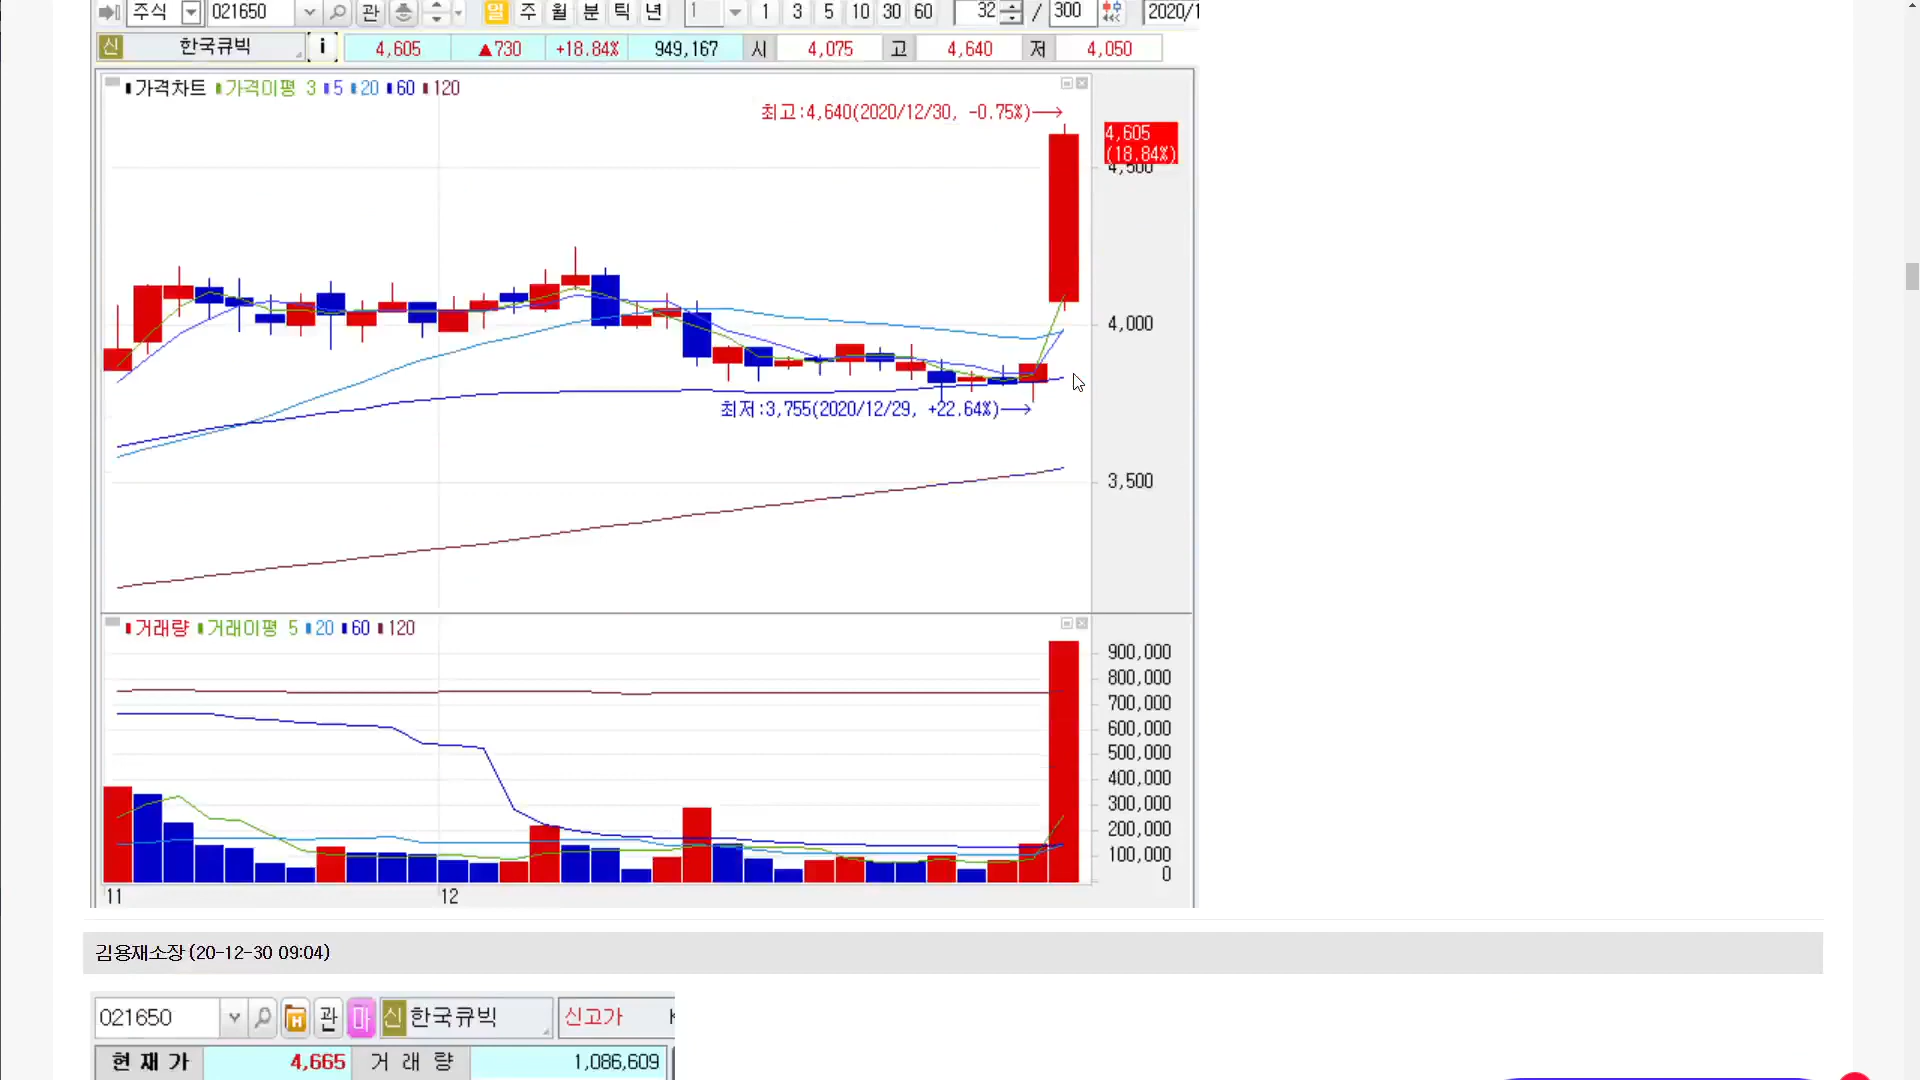 주식 021650 관 일 주 월 분 틱 년 1 1 3 5 10 30 60 32 / 300 2020/1
신 한국큐빅 i 4,605 ▲730 +18.84% 949,167 시 4,075 고 4,640 저 4,050
가격차트 가격이평 3 5 20 60 120
최고:4,640(2020/12/30, -0.75%)→
4,605
(18.84%)
4,500
4,000
최저:3,755(2020/12/29, +22.64%)→
3,500
거래량 거래이평 5 20 60 120
900,000
800,000
700,000
600,000
500,000
400,000
300,000
200,000
100,000
0
11 12
김용재소장 (20-12-30 09:04)
021650 관 마 신 한국큐빅 신고가
현재가 4,665 거래량 1,086,609